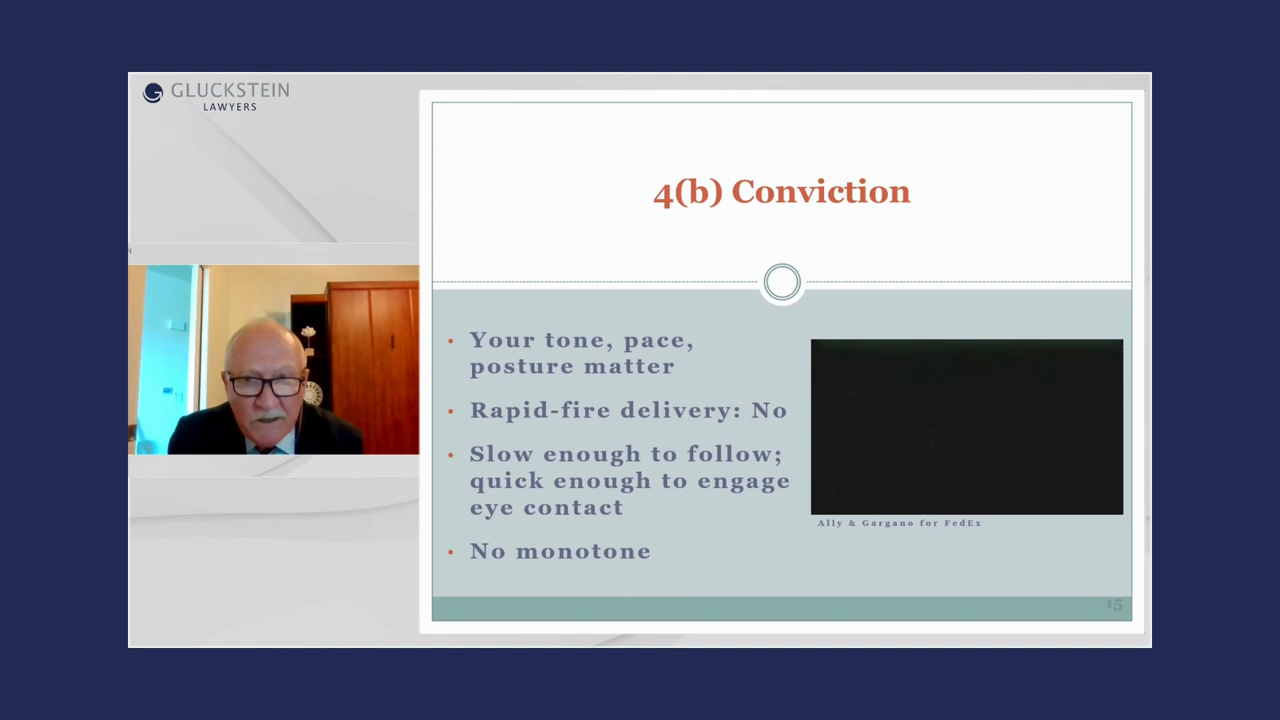 GLUCKSTEIN
LAWYERS
N
4(b) Conviction
• Your tone, pace,
posture matter
• Rapid-fire delivery: No
• Slow enough to follow;
quick enough to engage
eye contact
• No monotone
Ally & Gargano for FedEx
15